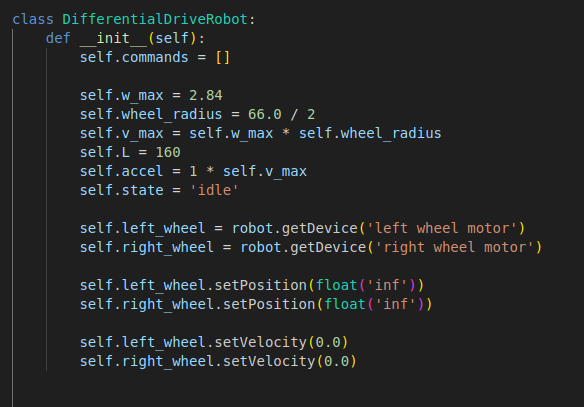 class DifferentialDriveRobot:
    def __init__(self):
        self.commands = []

        self.w_max = 2.84
        self.wheel_radius = 66.0 / 2
        self.v_max = self.w_max * self.wheel_radius
        self.L = 160
        self.accel = 1 * self.v_max
        self.state = 'idle'

        self.left_wheel = robot.getDevice('left wheel motor')
        self.right_wheel = robot.getDevice('right wheel motor')

        self.left_wheel.setPosition(float('inf'))
        self.right_wheel.setPosition(float('inf'))

        self.left_wheel.setVelocity(0.0)
        self.right_wheel.setVelocity(0.0)